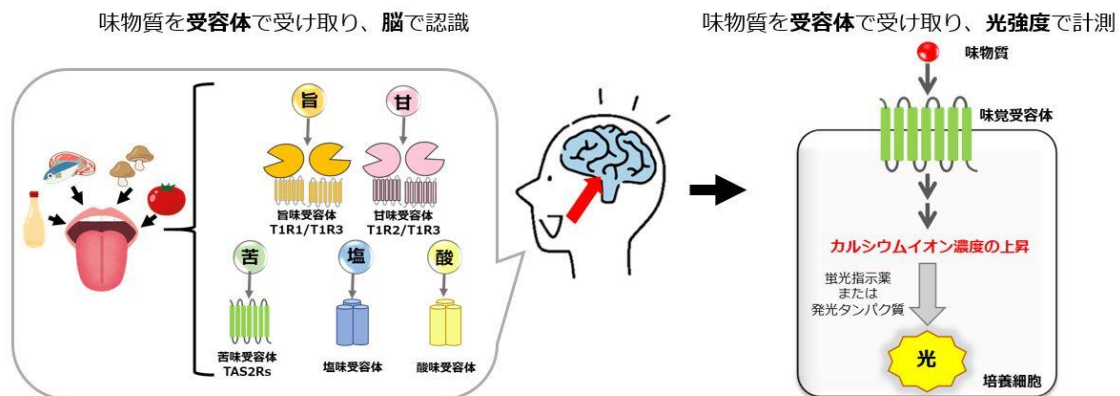 味物質を受容体で受け取り、脳で認識
旨
甘
旨味受容体
T1R1/T1R3
甘味受容体
T1R2/T1R3
苦
塩
酸
苦味受容体
TAS2Rs
塩味受容体
酸味受容体
味物質を受容体で受け取り、光強度で計測
味物質
味覚受容体
カルシウムイオン濃度の上昇
蛍光指示薬
または
発光タンパク質
光
培養細胞